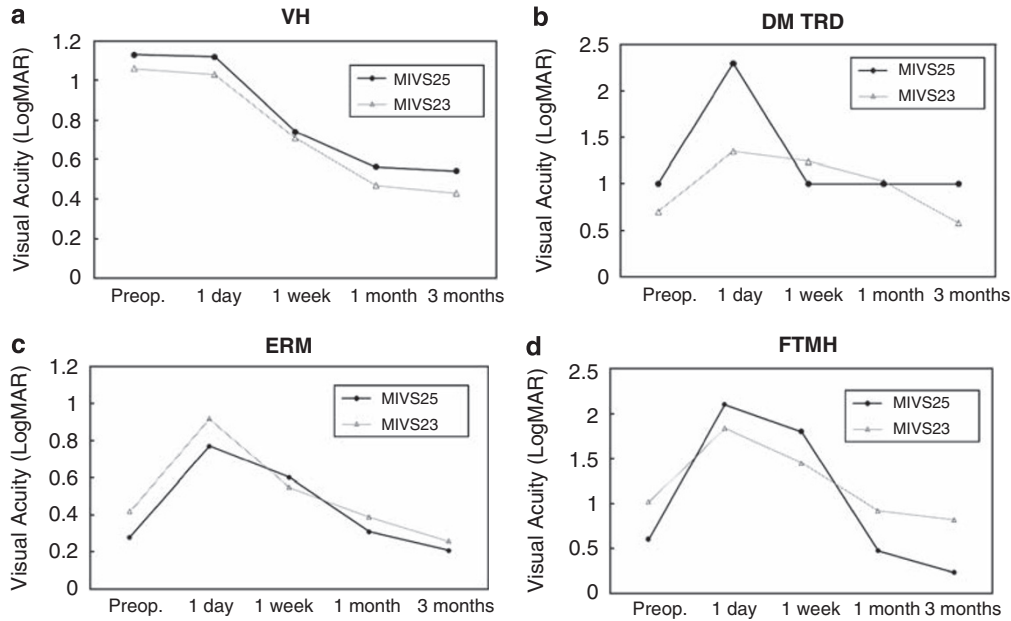 a
VH
Visual Acuity (LogMAR)
1.2
1
0.8
0.6
0.4
0.2
0
MIVS25
MIVS23
Preop. 1 day 1 week 1 month 3 months
b
DM TRD
Visual Acuity (LogMAR)
2.5
2
1.5
1
0.5
0
MIVS25
MIVS23
Preop. 1 day 1 week 1 month 3 months
c
ERM
Visual Acuity (LogMAR)
1.2
1
0.8
0.6
0.4
0.2
0
MIVS25
MIVS23
Preop. 1 day 1 week 1 month 3 months
d
FTMH
Visual Acuity (LogMAR)
2.5
2
1.5
1
0.5
0
MIVS25
MIVS23
Preop. 1 day 1 week 1 month 3 months